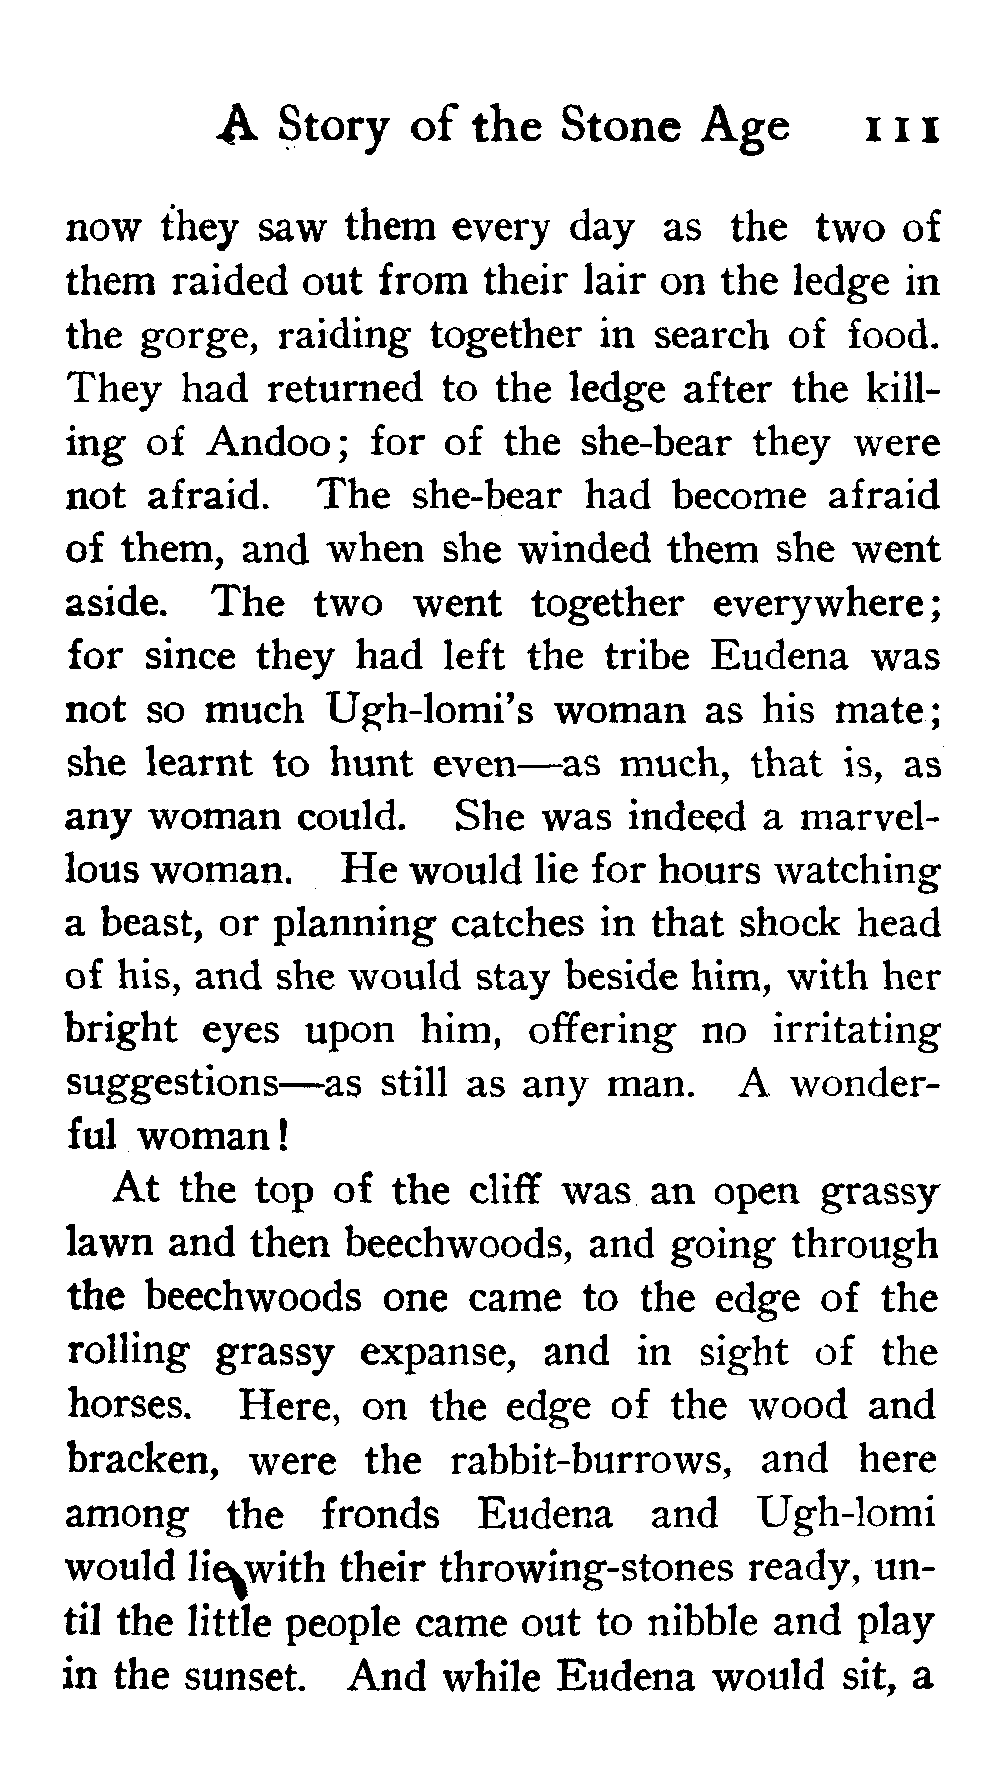 A Story of the Stone Age 111
now they saw them every day as the two of
them raided out from their lair on the ledge in
the gorge, raiding together in search of food.
They had returned to the ledge after the kill-
ing of Andoo; for of the she-bear they were
not afraid. The she-bear had become afraid
of them, and when she winded them she went
aside. The two went together everywhere;
for since they had left the tribe Eudena was
not so much Ugh-lomi's woman as his mate;
she learnt to hunt even—as much, that is, as
any woman could. She was indeed a marvel-
lous woman. He would lie for hours watching
a beast, or planning catches in that shock head
of his, and she would stay beside him, with her
bright eyes upon him, offering no irritating
suggestions—as still as any man. A wonder-
ful woman!
At the top of the cliff was an open grassy
lawn and then beechwoods, and going through
the beechwoods one came to the edge of the
rolling grassy expanse, and in sight of the
horses. Here, on the edge of the wood and
bracken, were the rabbit-burrows, and here
among the fronds Eudena and Ugh-lomi
would lie with their throwing-stones ready, un-
til the little people came out to nibble and play
in the sunset. And while Eudena would sit, a